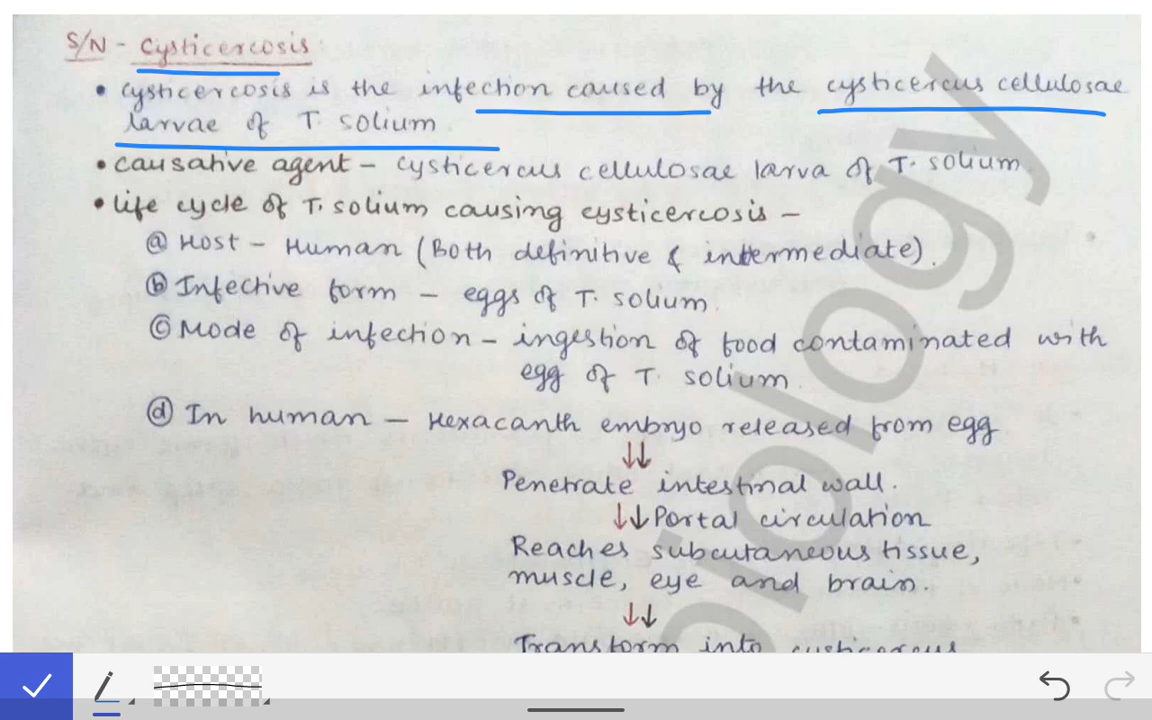 S/N - Cysticercosis:
• Cysticercosis is the infection caused by the cysticercus cellulosae
larvae of T. solium.
• Causative agent - Cysticercus cellulosae larva of T. solium.
• Life cycle of T. solium causing cysticercosis -
ⓐ Host - Human (Both definitive & intermediate).
ⓑ Infective form - eggs of T. solium.
ⓒ Mode of infection - ingestion of food contaminated with
egg of T. solium.
ⓓ In human - Hexacanth embryo released from egg
↓↓
Penetrate intestinal wall.
↓↓ Portal circulation
Reaches subcutaneous tissue,
muscle, eye and brain.
↓↓
Transform into cysticercus